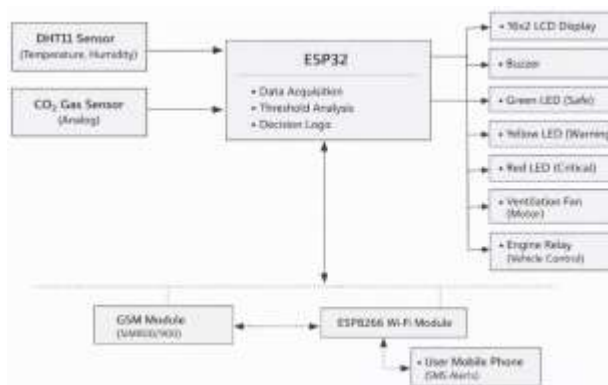 DHT11 Sensor
(Temperature, Humidity)
CO₂ Gas Sensor
(Analog)
ESP32
• Data Acquisition
• Threshold Analysis
• Decision Logic
• 16x2 LCD Display
• Buzzer
• Green LED (Safe)
• Yellow LED (Warning
• Red LED (Critical)
• Ventilation Fan
(Motor)
• Engine Relay
(Vehicle Control)
GSM Module
(SIM800/900)
ESP8266 Wi-Fi Module
• User Mobile Phone
(SMS Alerts)